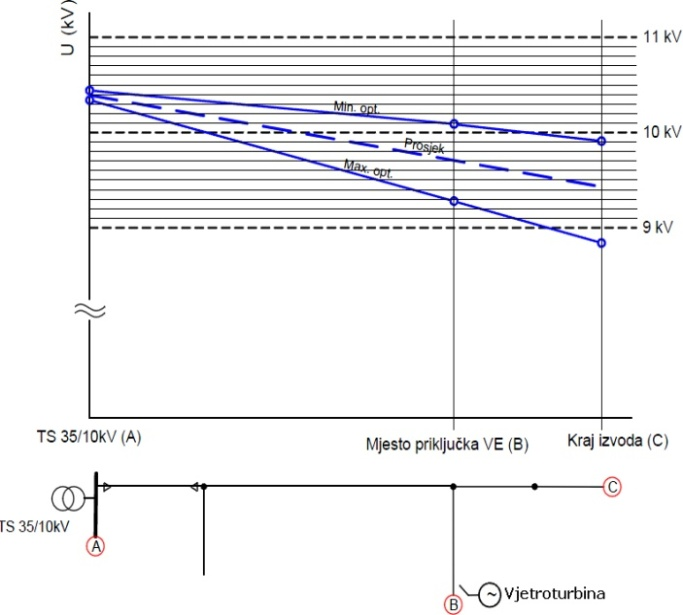 U (kV)
11 kV
Min. opt.
10 kV
Prosjek
Max. opt.
9 kV
TS 35/10kV (A)
Mjesto priključka VE (B)
Kraj izvoda (C)
C
TS 35/10kV
A
B
~
Vjetroturbina